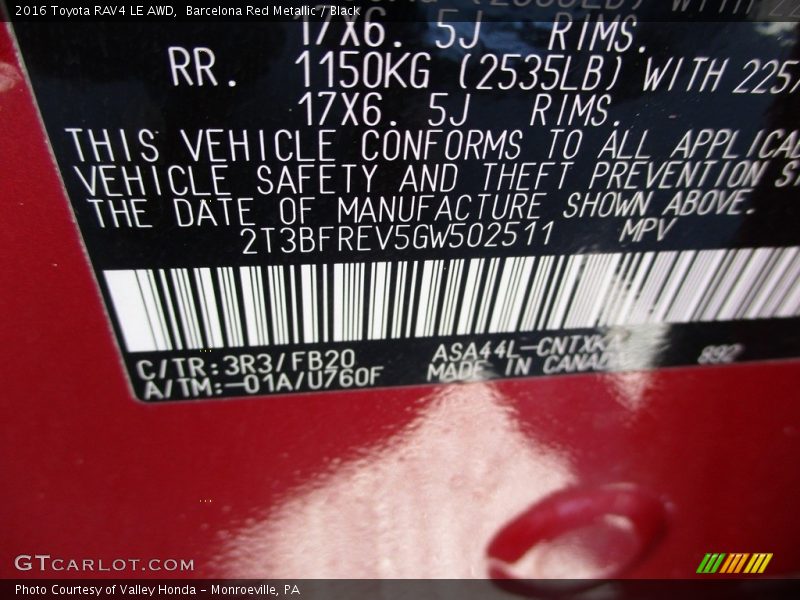 2016 Toyota RAV4 LE AWD, Barcelona Red Metallic / Black
17X6. 5J RIMS.
RR. 1150KG (2535LB) WITH 225/
17X6. 5J RIMS.
THIS VEHICLE CONFORMS TO ALL
VEHICLE SAFETY AND THEFT PREVENTION
THE DATE OF MANUFACTURE SHOWN ABOVE.
2T3BFREV5GW502511 MPV
C/TR:3R3/FB20 ASA44L-CNTXK
A/TM:-01A/U760F MADE IN CANADA 892
GTCARLOT.COM
Photo Courtesy of Valley Honda - Monroeville, PA